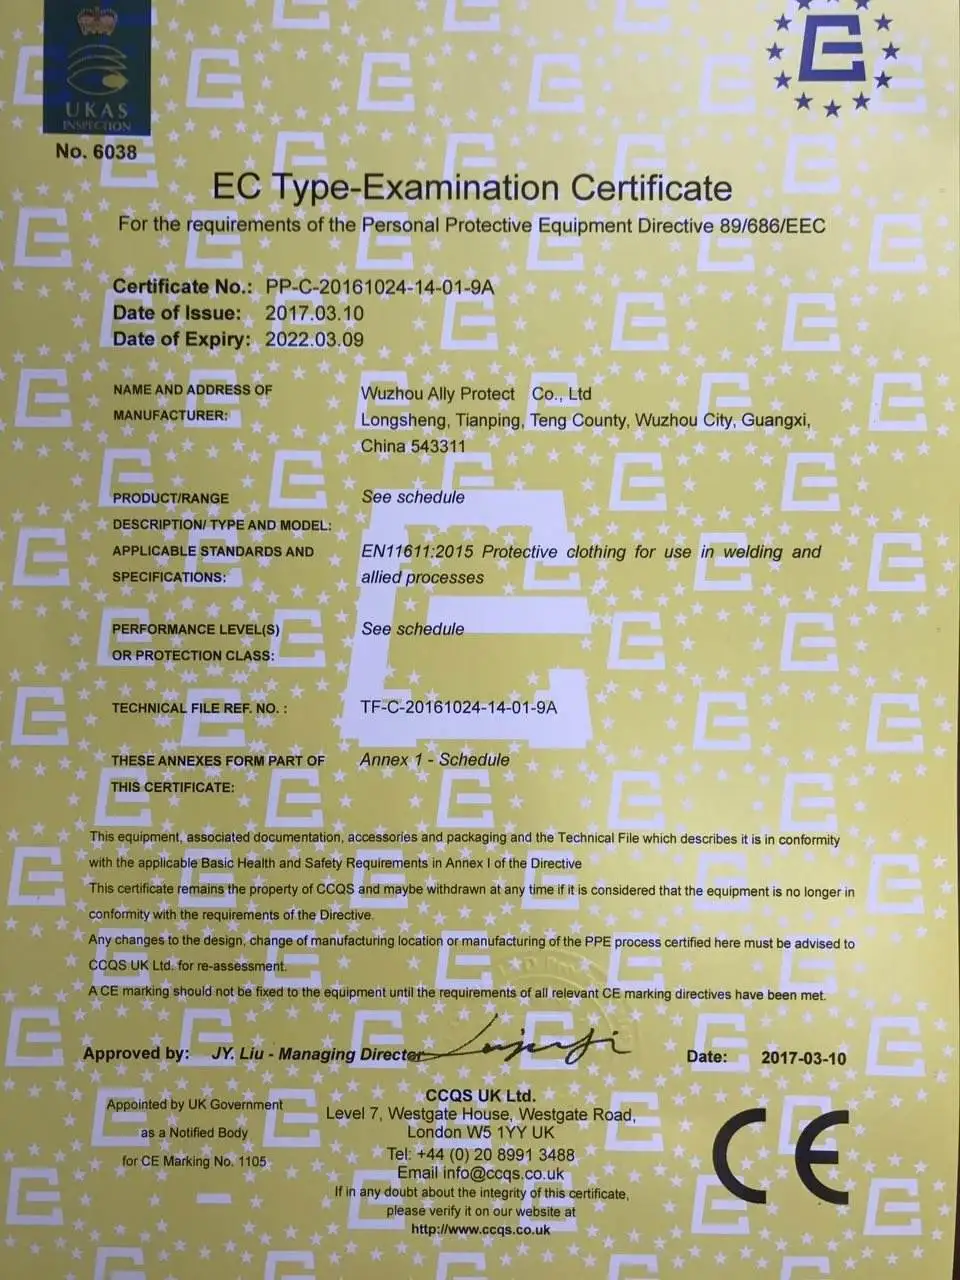 UKAS
INSPECTION
No. 6038
EC Type-Examination Certificate
For the requirements of the Personal Protective Equipment Directive 89/686/EEC
Certificate No.: PP-C-20161024-14-01-9A
Date of Issue: 2017.03.10
Date of Expiry: 2022.03.09
NAME AND ADDRESS OF
MANUFACTURER:
Wuzhou Ally Protect Co., Ltd
Longsheng, Tianping, Teng County, Wuzhou City, Guangxi,
China 543311
PRODUCT/RANGE
DESCRIPTION/ TYPE AND MODEL:
See schedule
APPLICABLE STANDARDS AND
SPECIFICATIONS:
EN11611:2015 Protective clothing for use in welding and
allied processes
PERFORMANCE LEVEL(S)
OR PROTECTION CLASS:
See schedule
TECHNICAL FILE REF. NO. :
TF-C-20161024-14-01-9A
THESE ANNEXES FORM PART OF
THIS CERTIFICATE:
Annex 1 - Schedule
This equipment, associated documentation, accessories and packaging and the Technical File which describes it is in conformity
with the applicable Basic Health and Safety Requirements in Annex I of the Directive
This certificate remains the property of CCQS and maybe withdrawn at any time if it is considered that the equipment is no longer in
conformity with the requirements of the Directive.
Any changes to the design, change of manufacturing location or manufacturing of the PPE process certified here must be advised to
CCQS UK Ltd. for re-assessment.
A CE marking should not be fixed to the equipment until the requirements of all relevant CE marking directives have been met.
Approved by: JY. Liu - Managing Director
Date: 2017-03-10
Appointed by UK Government
as a Notified Body
for CE Marking No. 1105
CCQS UK Ltd.
Level 7, Westgate House, Westgate Road,
London W5 1YY UK
Tel: +44 (0) 20 8991 3488
Email info@ccqs.co.uk
If in any doubt about the integrity of this certificate,
please verify it on our website at
http://www.ccqs.co.uk
CE